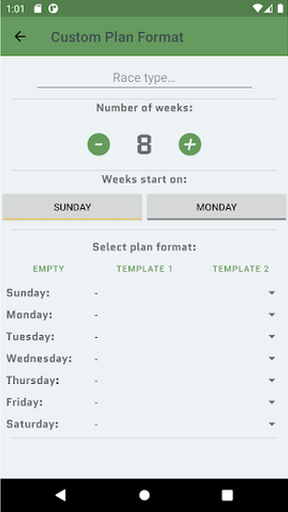 1:01
Custom Plan Format
Race type...
Number of weeks:
- 8 +
Weeks start on:
SUNDAY MONDAY
Select plan format:
EMPTY TEMPLATE 1 TEMPLATE 2
Sunday: -
Monday: -
Tuesday: -
Wednesday: -
Thursday: -
Friday: -
Saturday: -